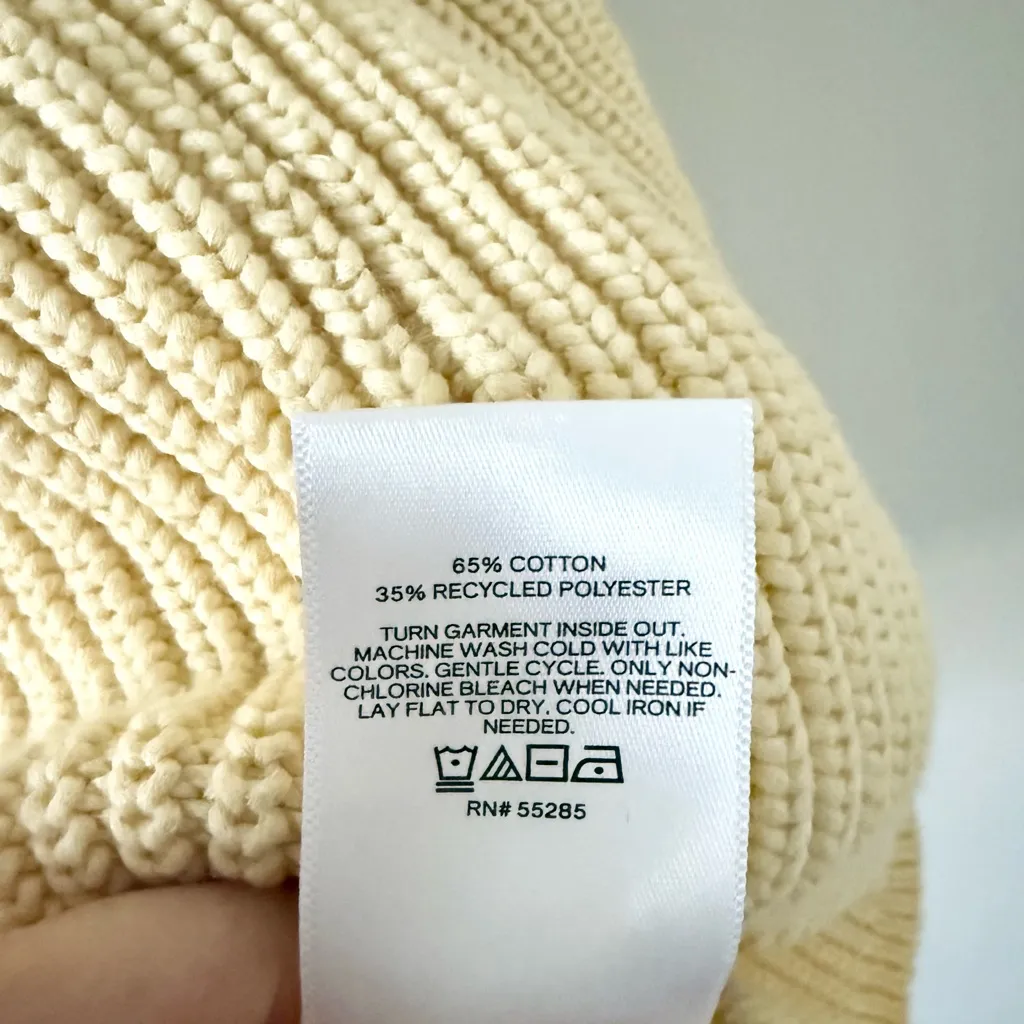 65% COTTON
35% RECYCLED POLYESTER
TURN GARMENT INSIDE OUT.
MACHINE WASH COLD WITH LIKE
COLORS. GENTLE CYCLE. ONLY NON-
CHLORINE BLEACH WHEN NEEDED.
LAY FLAT TO DRY. COOL IRON IF
NEEDED.
RN# 55285